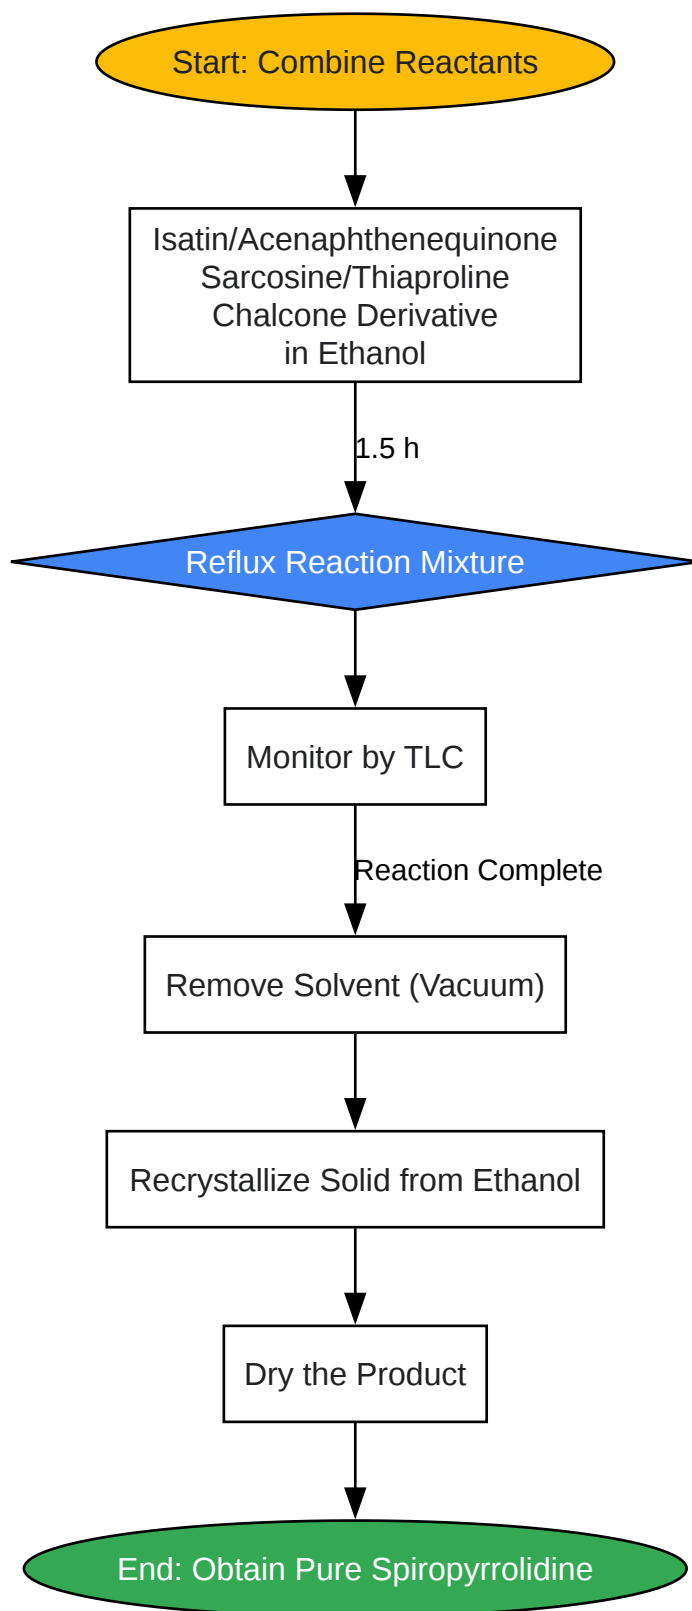 Start: Combine Reactants
Isatin/Acenaphthenequinone
Sarcosine/Thiaproline
Chalcone Derivative
in Ethanol
1.5 h
Reflux Reaction Mixture
Monitor by TLC
Reaction Complete
Remove Solvent (Vacuum)
Recrystallize Solid from Ethanol
Dry the Product
End: Obtain Pure Spiropyrrolidine